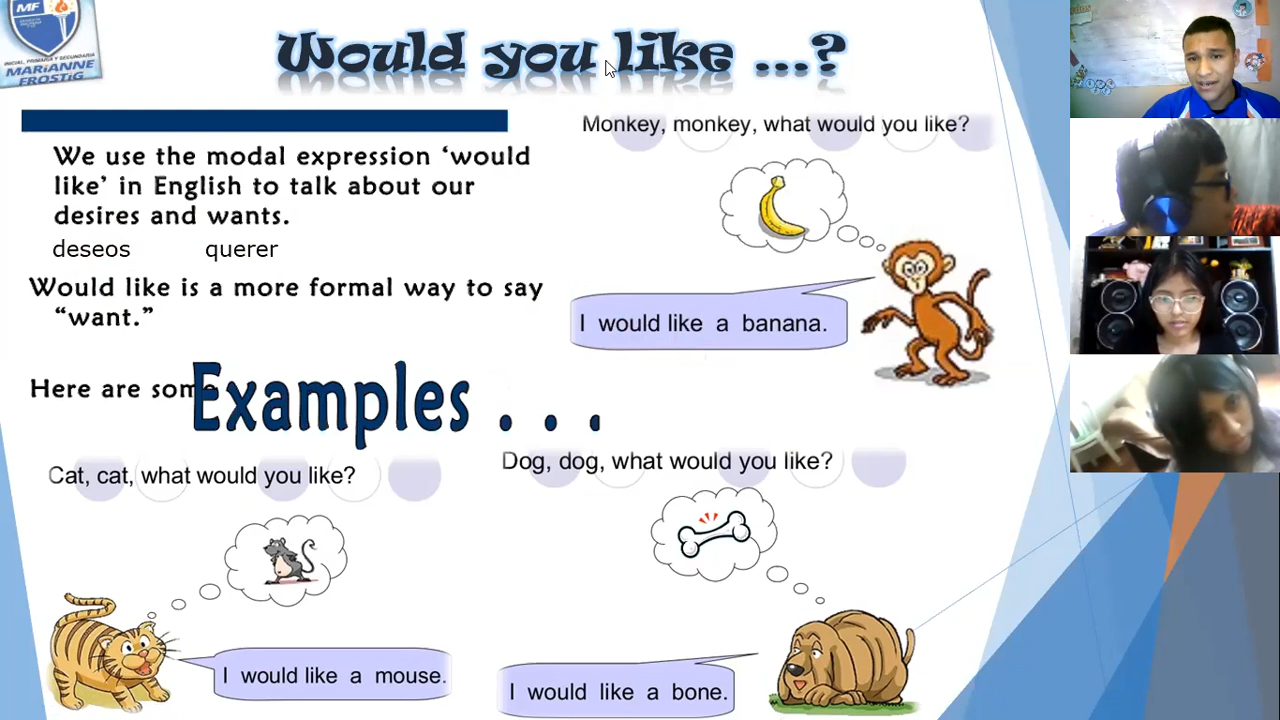 MF
INICIAL, PRIMARIA Y SECUNDARIA
MARIANNE
FROSTIG
Would you like ...?
We use the modal expression ‘would
like’ in English to talk about our
desires and wants.
deseos querer
Would like is a more formal way to say
“want.”
Here are some
Examples . . .
Monkey, monkey, what would you like?
I would like a banana.
Cat, cat, what would you like?
I would like a mouse.
Dog, dog, what would you like?
I would like a bone.